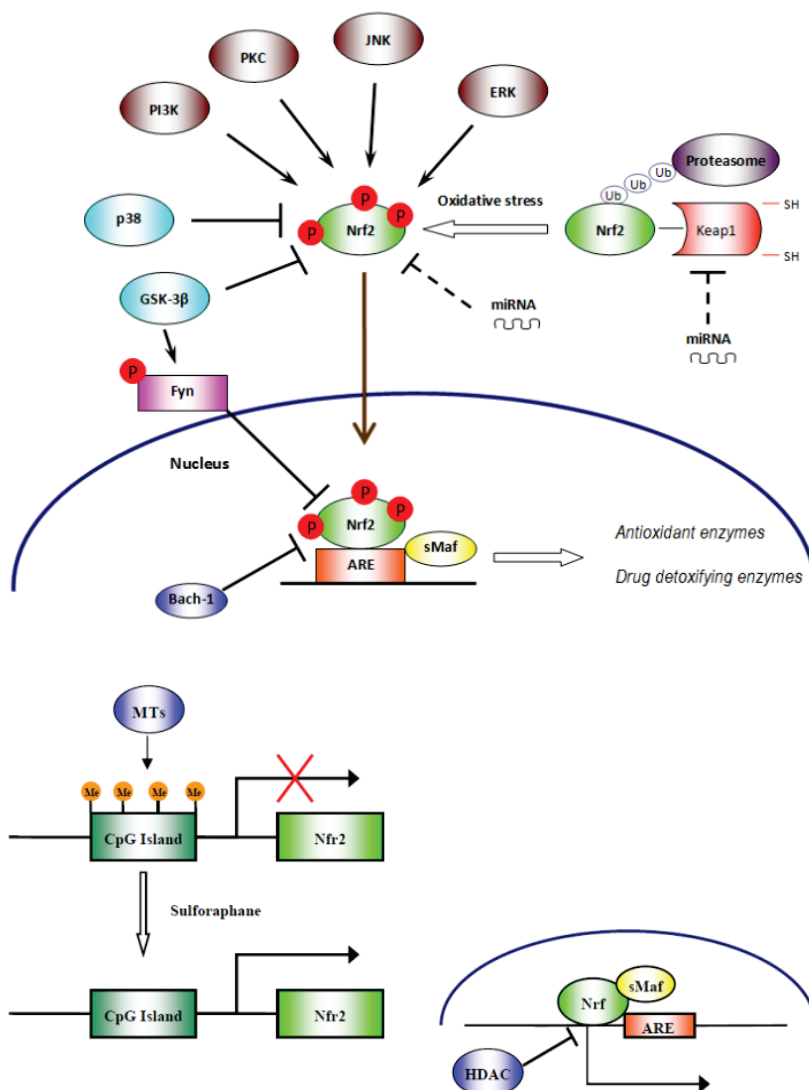 JNK
PKC
ERK
PI3K
Proteasome
Ub
Ub
Ub
P
Oxidative stress
SH
p38
P
P
Nrf2
Nrf2
Keap1
SH
GSK-3β
miRNA
miRNA
P
Fyn
Nucleus
P
P
P
Nrf2
sMaf
Antioxidant enzymes
ARE
Drug detoxifying enzymes
Bach-1
MTs
Me
Me
Me
Me
CpG Island
Nfr2
Sulforaphane
CpG Island
Nfr2
sMaf
Nrf
ARE
HDAC